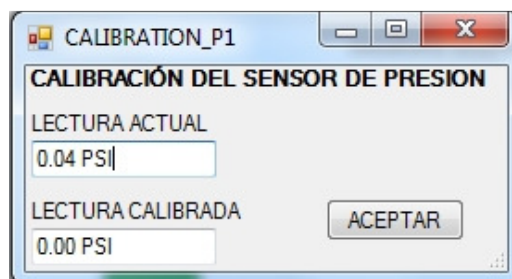 CALIBRATION_P1
CALIBRACIÓN DEL SENSOR DE PRESION
LECTURA ACTUAL
0.04 PSI
LECTURA CALIBRADA
ACEPTAR
0.00 PSI